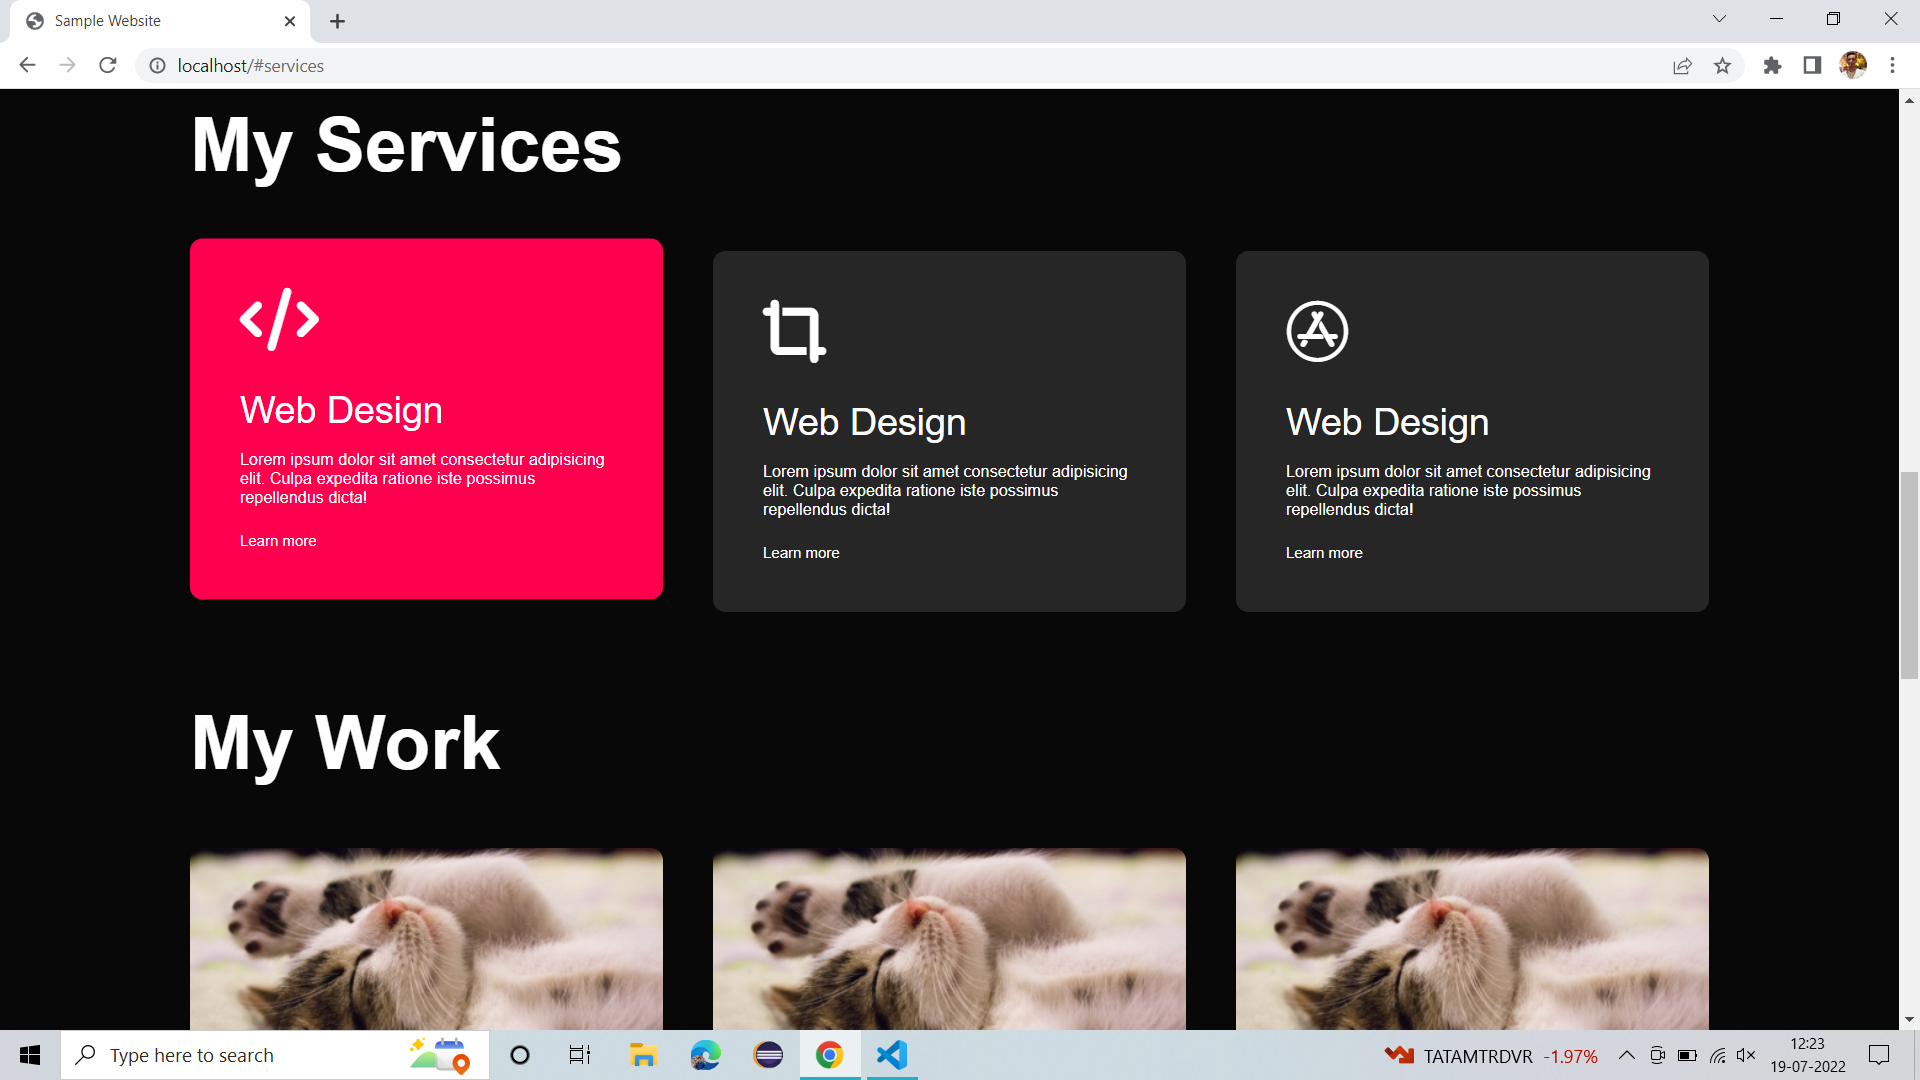 Sample Website
localhost/#services
My Services
Web Design
Lorem ipsum dolor sit amet consectetur adipisicing
elit. Culpa expedita ratione iste possimus
repellendus dicta!
Learn more
Web Design
Lorem ipsum dolor sit amet consectetur adipisicing
elit. Culpa expedita ratione iste possimus
repellendus dicta!
Learn more
Web Design
Lorem ipsum dolor sit amet consectetur adipisicing
elit. Culpa expedita ratione iste possimus
repellendus dicta!
Learn more
My Work
Type here to search
TATAMTRDVR -1.97%
12:23
19-07-2022